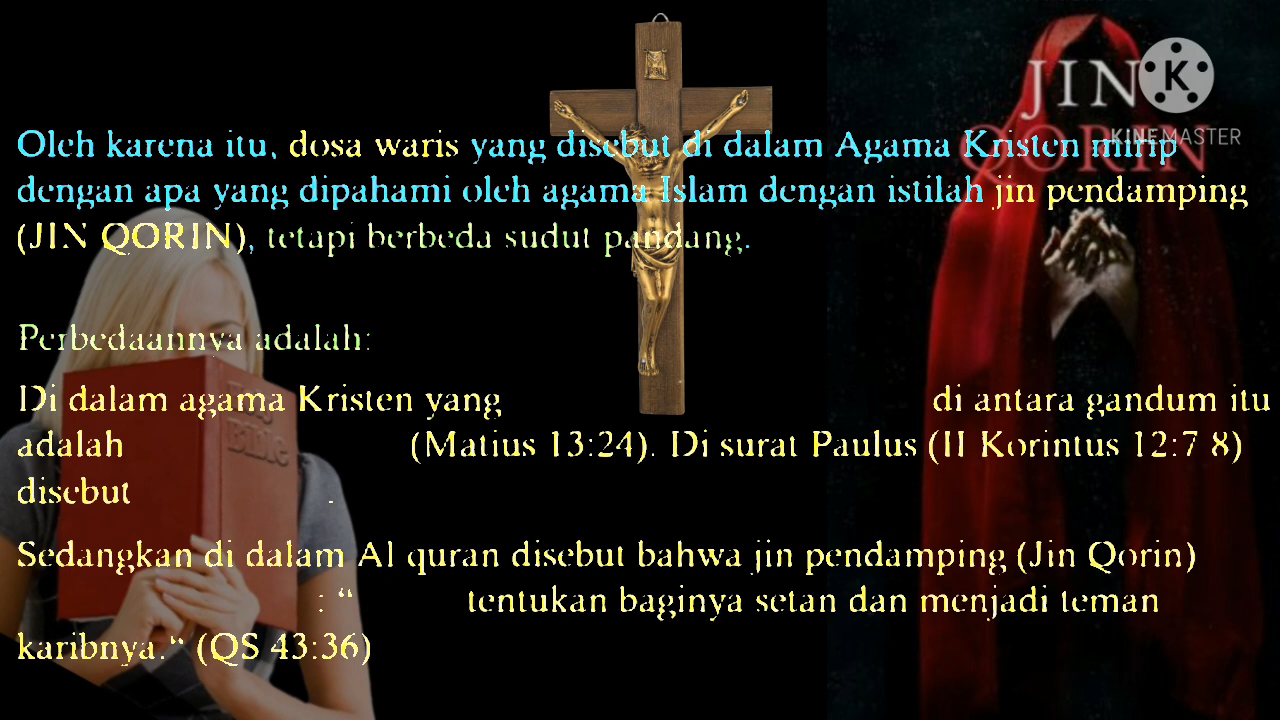 JIN
QORIN
KINEMASTER
Oleh karena itu, dosa waris yang disebut di dalam Agama Kristen mirip
dengan apa yang dipahami oleh agama Islam dengan istilah jin pendamping
(JIN QORIN), tetapi berbeda sudut pandang.
Perbedaannya adalah:
Di dalam agama Kristen yang di antara gandum itu
adalah (Matius 13:24). Di surat Paulus (II Korintus 12:7 8)
disebut .
Sedangkan di dalam Al quran disebut bahwa jin pendamping (Jin Qorin)
: “ tentukan baginya setan dan menjadi teman
karibnya.“ (QS 43:36)
BIBLE